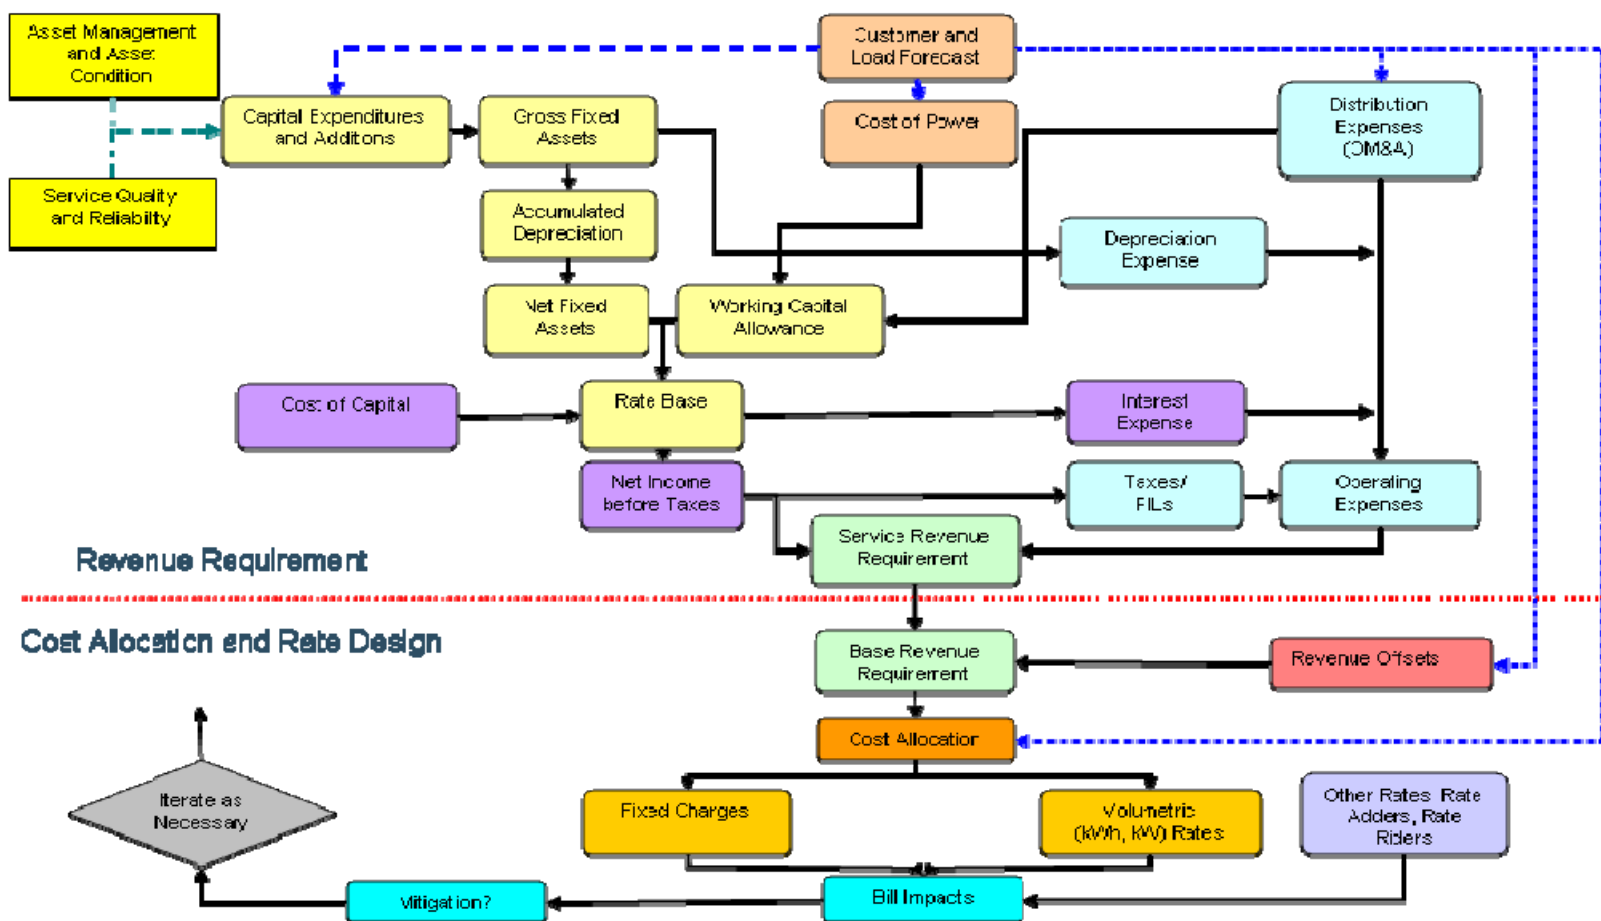 Asset Management
and Asset
Condition
Customer and
Load Forecast
Capital Expenditures
and Additons
Gross Fixed
Assets
Cost of Power
Distribution
Expenses
(OM&A)
Service Quality
and Reliabilty
Accumulated
Depreciation
Depreciation
Expense
Net Fixed
Assets
Working Capital
Allowance
Cost of Capital
Rate Base
Interest
Expense
Net Income
before Taxes
Taxes/
PILs
Operating
Expenses
Service Revenue
Requirement
Revenue Requirement
Cost Allocation and Rate Design
Base Revenue
Requirement
Revenue Offsets
Cost Allocation
Iterate as
Necessary
Fixed Charges
Volumetric
(kWh, kW) Rates
Other Rates, Rate
Adders, Rate
Riders
Mitigation?
Bill Impacts